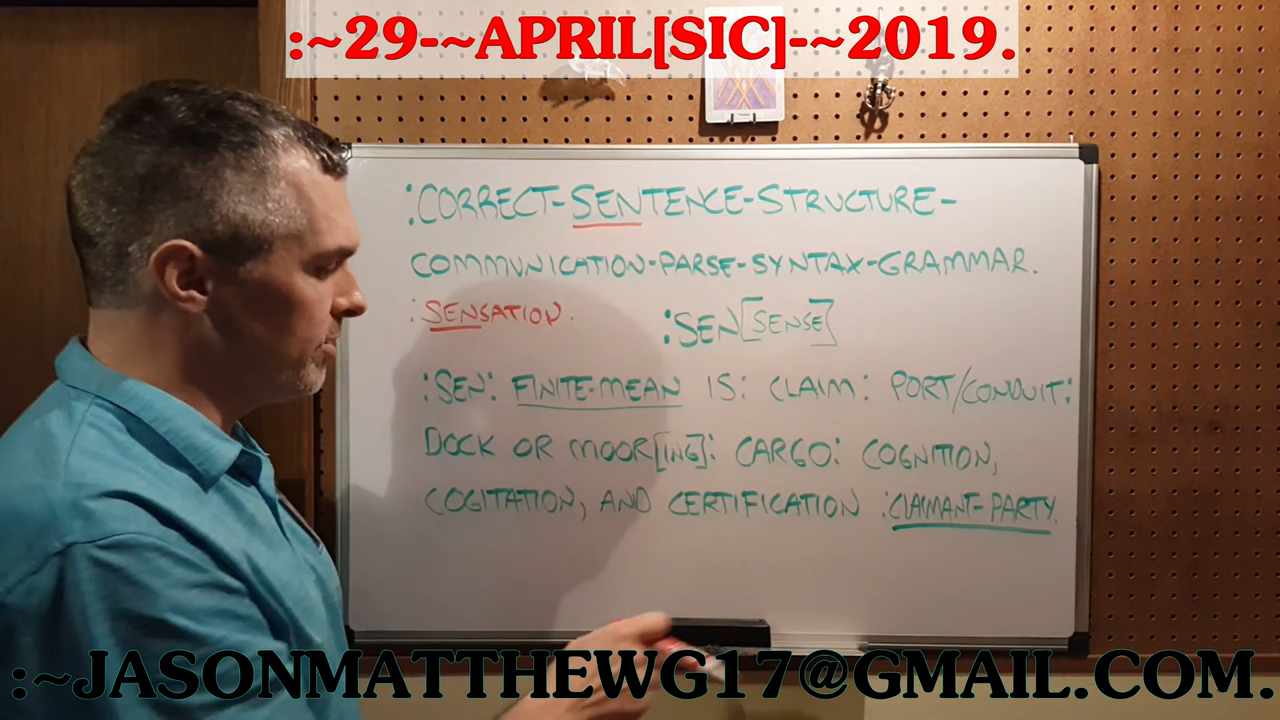 :~29-~APRIL[SIC]-~2019.
:CORRECT-SENTENCE-STRUCTURE-
COMMUNICATION-PARSE-SYNTAX-GRAMMAR.
:SENSATION. :SEN[SENSE]
:SEN: FINITE-MEAN IS: CLAIM: PORT/CONDUIT:
DOCK OR MOOR[ING]: CARGO: COGNITION,
COGITATION, AND CERTIFICATION :CLAIMANT-PARTY.
:~JASONMATTHEWG17@GMAIL.COM.